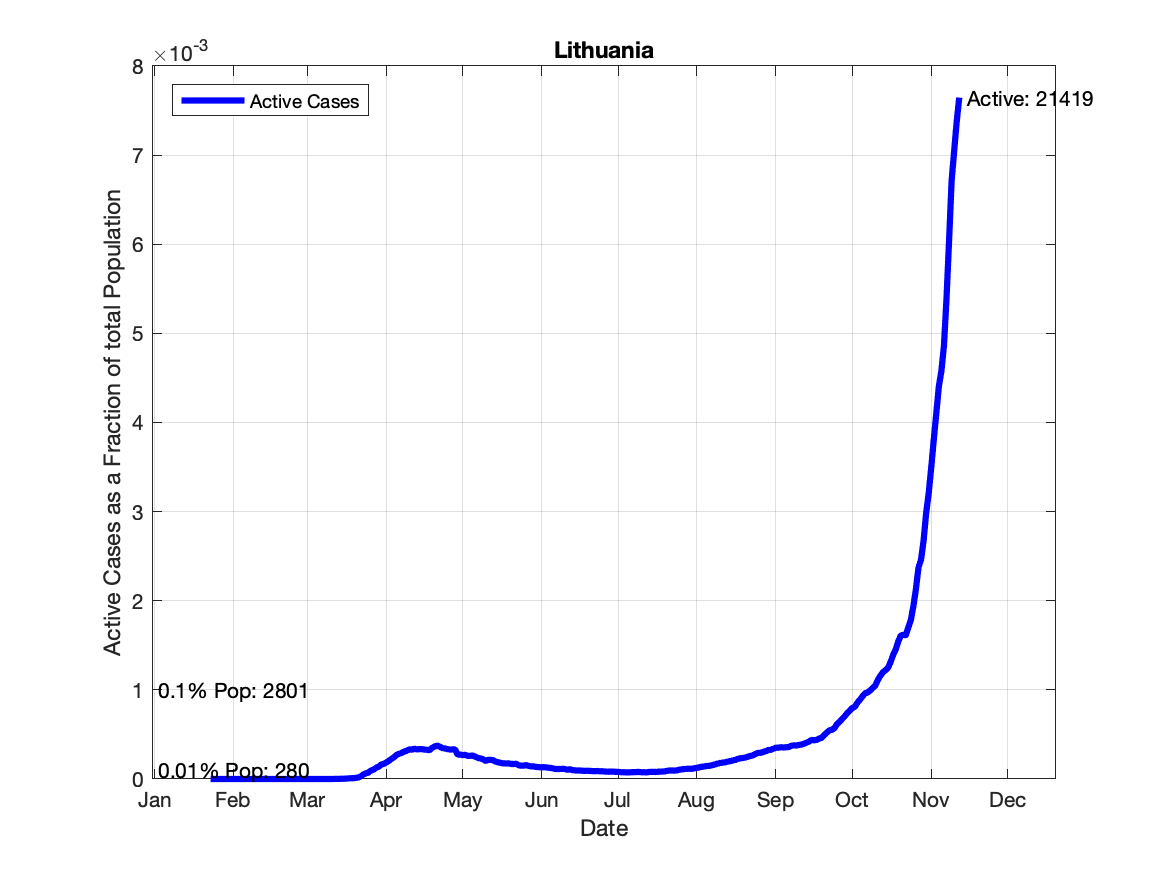 Lithuania
×10-3
8
7
6
5
4
3
2
1
0
Active Cases as a Fraction of total Population
Active Cases
Active: 21419
0.1% Pop: 2801
0.01% Pop: 280
Jan Feb Mar Apr May Jun Jul Aug Sep Oct Nov Dec
Date